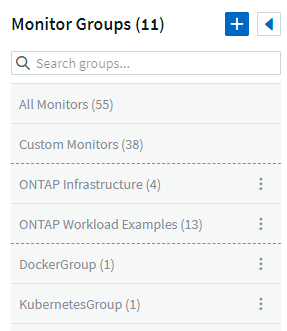 Monitor Groups (11)
Search groups...
All Monitors (55)
Custom Monitors (38)
ONTAP Infrastructure (4)
ONTAP Workload Examples (13)
DockerGroup (1)
KubernetesGroup (1)